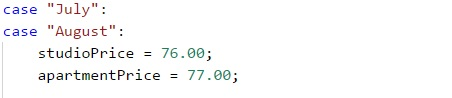 case "July":
case "August":
    studioPrice = 76.00;
    apartmentPrice = 77.00;